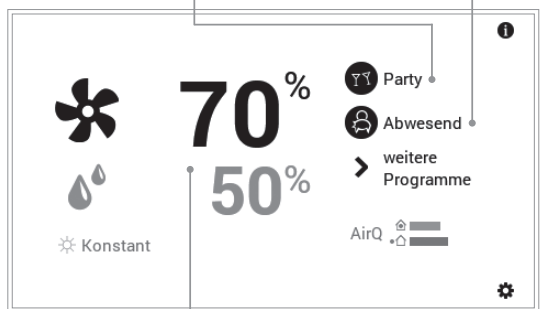 70%
Party
Abwesend
weitere
Programme
50%
Konstant
AirQ